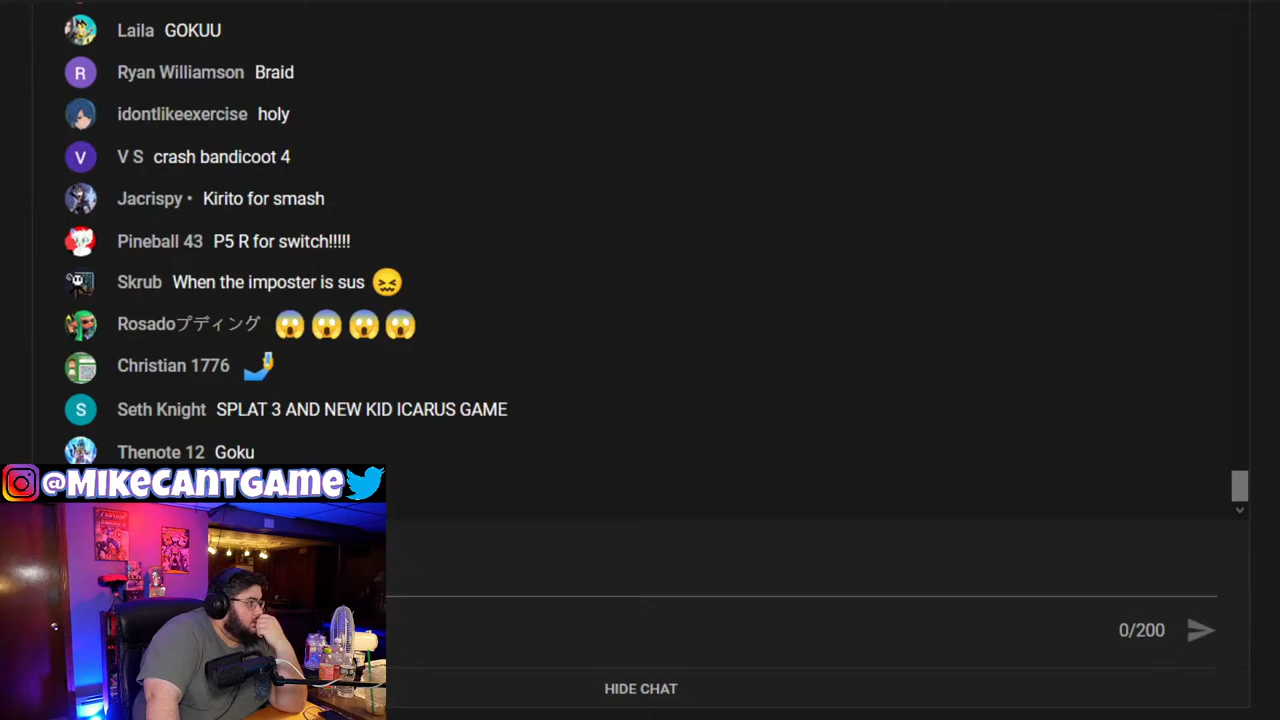 Laila GOKUU
R Ryan Williamson Braid
idontlikeexercise holy
V V S crash bandicoot 4
Jacrispy • Kirito for smash
Pineball 43 P5 R for switch!!!!!
Skrub When the imposter is sus 😖
Rosadoプディング 😱😱😱😱
Christian 1776 🤳
S Seth Knight SPLAT 3 AND NEW KID ICARUS GAME
Thenote 12 Goku
@MikeCantGame
0/200
HIDE CHAT